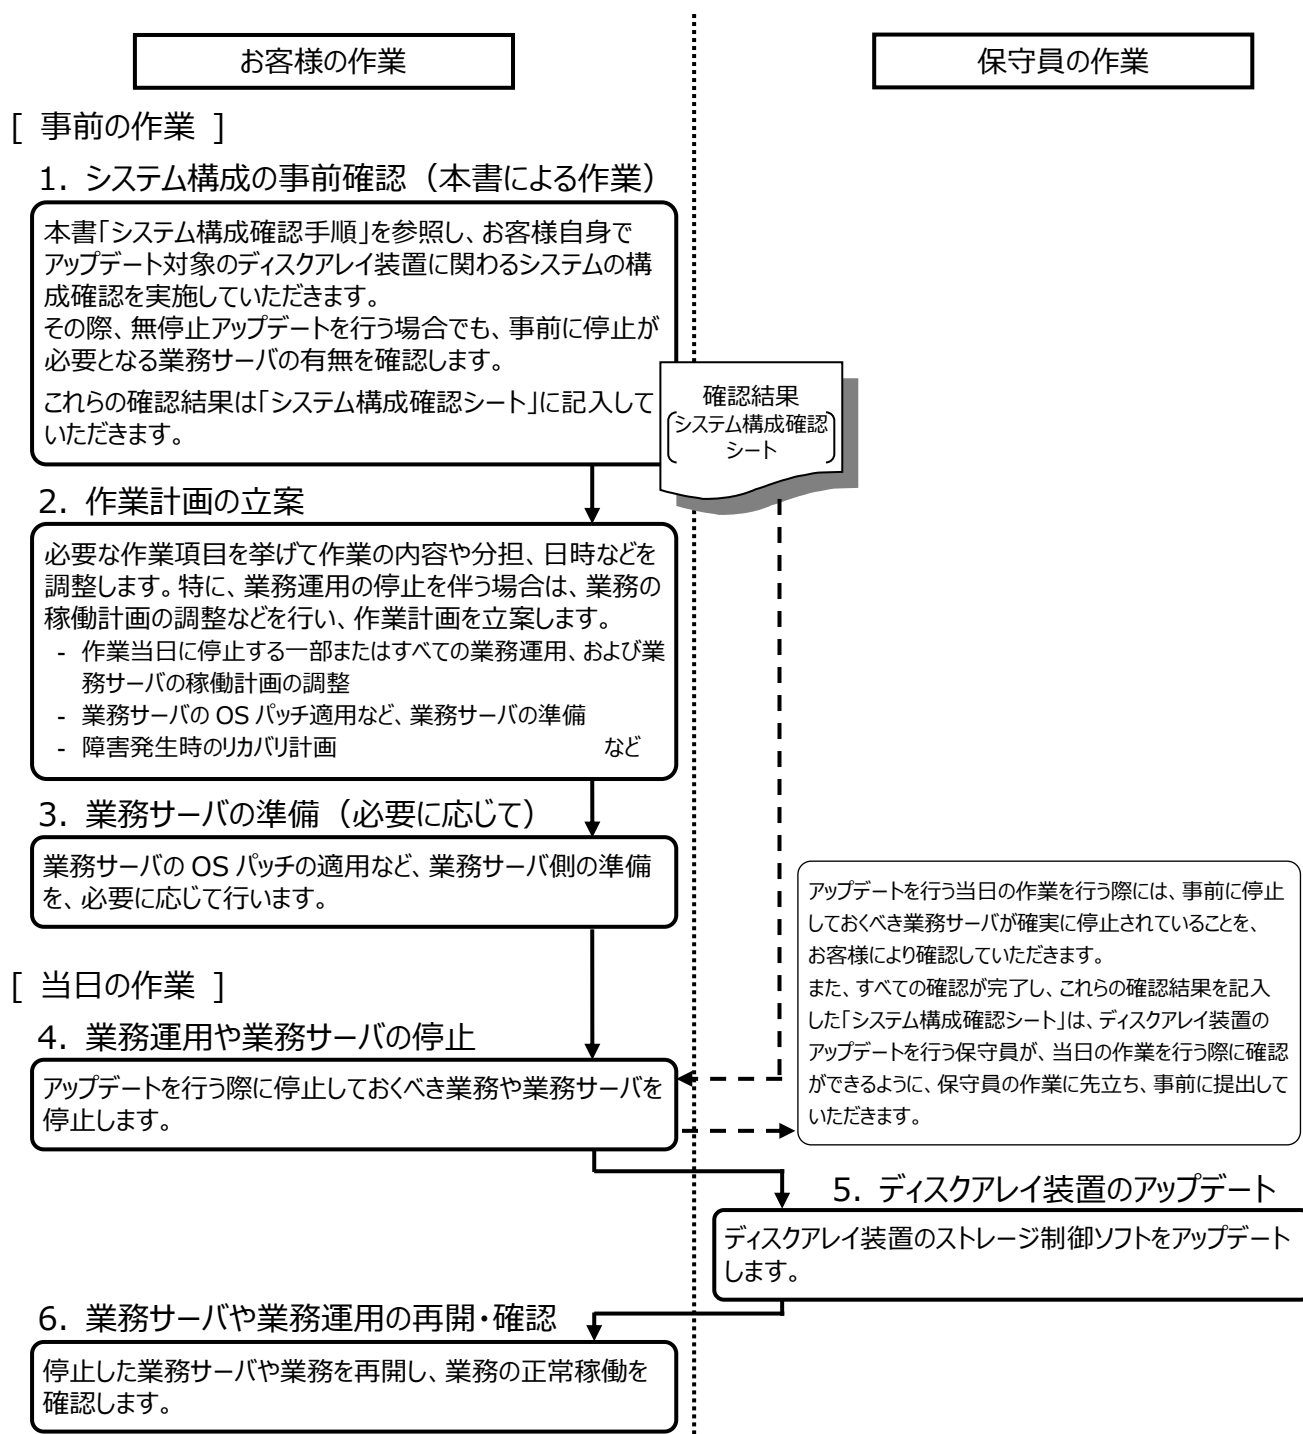 お客様の作業
保守員の作業
[ 事前の作業 ]
1. システム構成の事前確認（本書による作業）
本書「システム構成確認手順」を参照し、お客様自身で
アップデート対象のディスクアレイ装置に関わるシステムの構
成確認を実施していただきます。
その際、無停止アップデートを行う場合でも、事前に停止が
必要となる業務サーバの有無を確認します。
これらの確認結果は「システム構成確認シート」に記入して
いただきます。
確認結果
システム構成確認
シート
2. 作業計画の立案
必要な作業項目を挙げて作業の内容や分担、日時などを
調整します。特に、業務運用の停止を伴う場合は、業務の
稼働計画の調整などを行い、作業計画を立案します。
- 作業当日に停止する一部またはすべての業務運用、および業
務サーバの稼働計画の調整
- 業務サーバの OS パッチ適用など、業務サーバの準備
- 障害発生時のリカバリ計画 など
3. 業務サーバの準備（必要に応じて）
業務サーバの OS パッチの適用など、業務サーバ側の準備
を、必要に応じて行います。
アップデートを行う当日の作業を行う際には、事前に停止
しておくべき業務サーバが確実に停止されていることを、
お客様により確認していただきます。
また、すべての確認が完了し、これらの確認結果を記入
した「システム構成確認シート」は、ディスクアレイ装置の
アップデートを行う保守員が、当日の作業を行う際に確認
ができるように、保守員の作業に先立ち、事前に提出して
いただきます。
[ 当日の作業 ]
4. 業務運用や業務サーバの停止
アップデートを行う際に停止しておくべき業務や業務サーバを
停止します。
5. ディスクアレイ装置のアップデート
ディスクアレイ装置のストレージ制御ソフトをアップデート
します。
6. 業務サーバや業務運用の再開・確認
停止した業務サーバや業務を再開し、業務の正常稼働を
確認します。